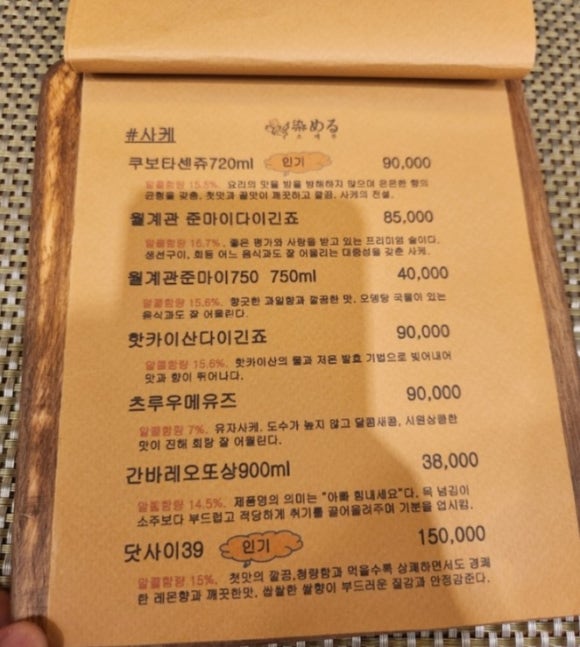 #사케
染める
소메루
쿠보타센쥬720ml 인기 90,000
알콜함량 15.5%. 요리의 맛을 방해하지 않으며 은은한 향의
균형을 갖춤. 첫맛과 끝맛이 깨끗하고 깔끔. 사케의 전설.
월계관 준마이다이긴죠 85,000
알콜함량 16.7%. 좋은 평가와 사랑을 받고 있는 프리미엄 술이다.
생선구이, 회등 어느 음식과도 잘 어울리는 대중성을 갖춘 사케.
월계관준마이750 750ml 40,000
알콜함량 15.6%. 향긋한 과일향과 깔끔한 맛. 오뎅탕 국물이 있는
음식과도 잘 어울린다.
핫카이산다이긴죠 90,000
알콜함량 15.6%. 핫카이산의 물과 저온 발효 기법으로 빚어내어
맛과 향이 뛰어나다.
츠루우메유즈 90,000
알콜함량 7%. 유자사케. 도수가 높지 않고 달콤새콤, 시원상큼한
맛이 진해 회랑 잘 어울린다.
간바레오또상900ml 38,000
알콜함량 14.5%. 제품명의 의미는 "아빠 힘내세요"다. 목 넘김이
소주보다 부드럽고 적당하게 취기를 끌어올려주며 기분을 업시킴.
닷사이39 인기 150,000
알콜함량 15%. 첫맛의 깔끔,청량함과 먹을수록 상쾌하면서도 경쾌
한 레몬향과 깨끗한맛. 쌉쌀한 쌀향이 부드러운 질감과 안정감준다.